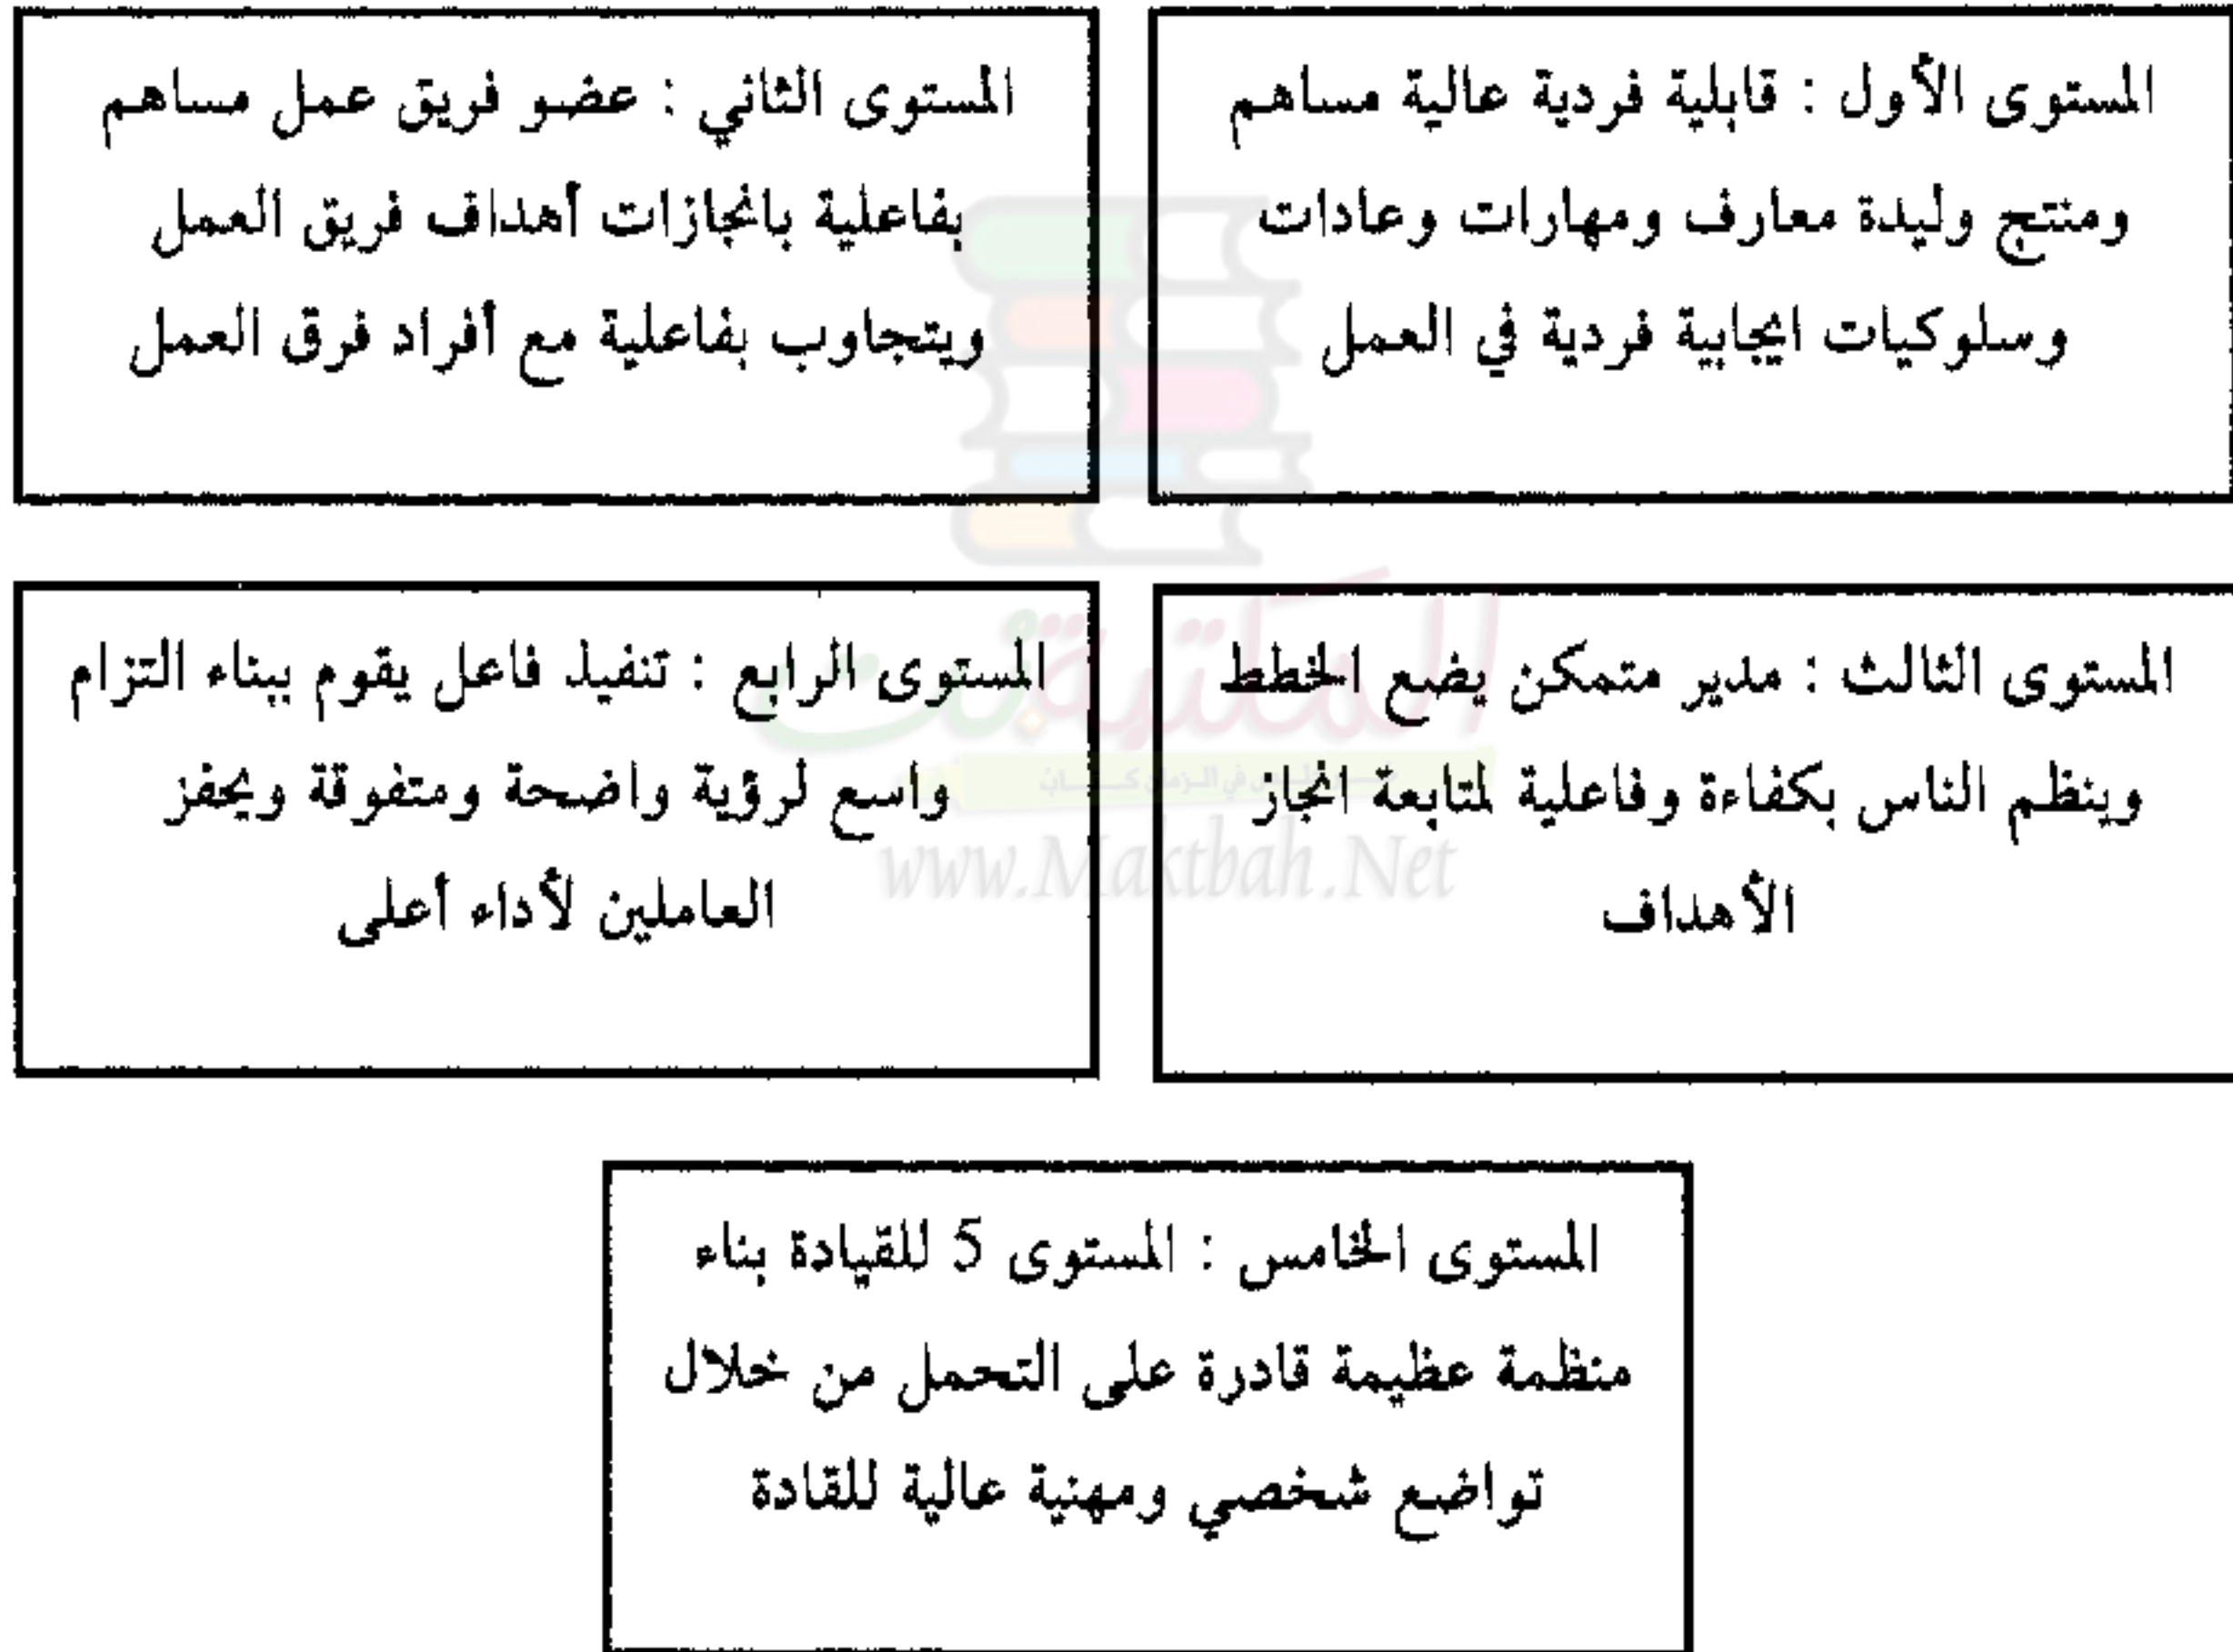 المستوى الأول : قابلية فردية عالية مساهم
ومنتج وليدة معارف ومهارات وعادات
وسلوكيات ايجابية فردية في العمل
المستوى الثاني : عضو فريق عمل مساهم
بفاعلية بانجازات أهداف فريق العمل
ويتجاوب بفاعلية مع أفراد فرق العمل
المستوى الثالث : مدير متمكن يضع الخطط
وينظم الناس بكفاءة وفاعلية لمتابعة انجاز
الأهداف
المستوى الرابع : تنفيذ فاعل يقوم ببناء التزام
واسع لرؤية واضحة ومتفوقة ويحفز
العاملين لأداء أعلى
المستوى الخامس : المستوى 5 للقيادة بناء
منظمة عظيمة قادرة على التحمل من خلال
تواضع شخصي ومهنية عالية للقادة
المكتبة نت
www.Maktbah.Net